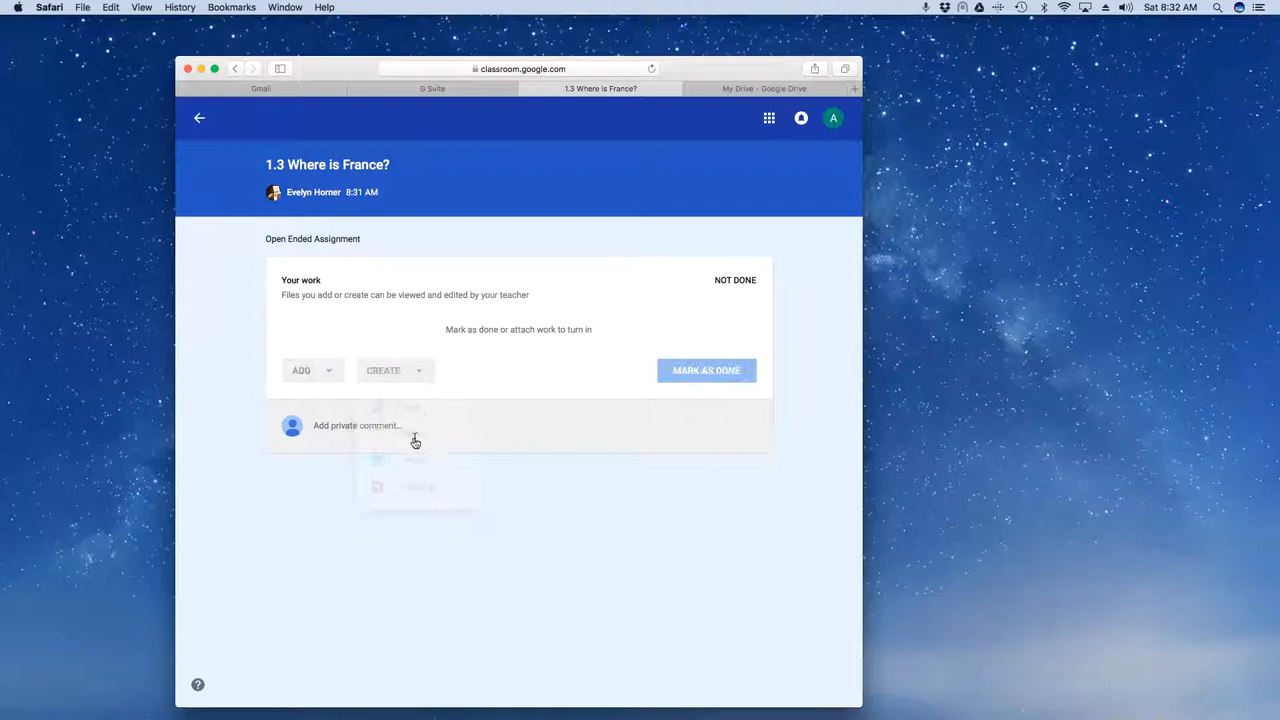 Safari File Edit View History Bookmarks Window Help Sat 8:32 AM
classroom.google.com
Gmail G Suite 1.3 Where is France? My Drive - Google Drive
A
1.3 Where is France?
Evelyn Horner 8:31 AM
Open Ended Assignment
Your work NOT DONE
Files you add or create can be viewed and edited by your teacher
Mark as done or attach work to turn in
ADD CREATE MARK AS DONE
Add private comment...